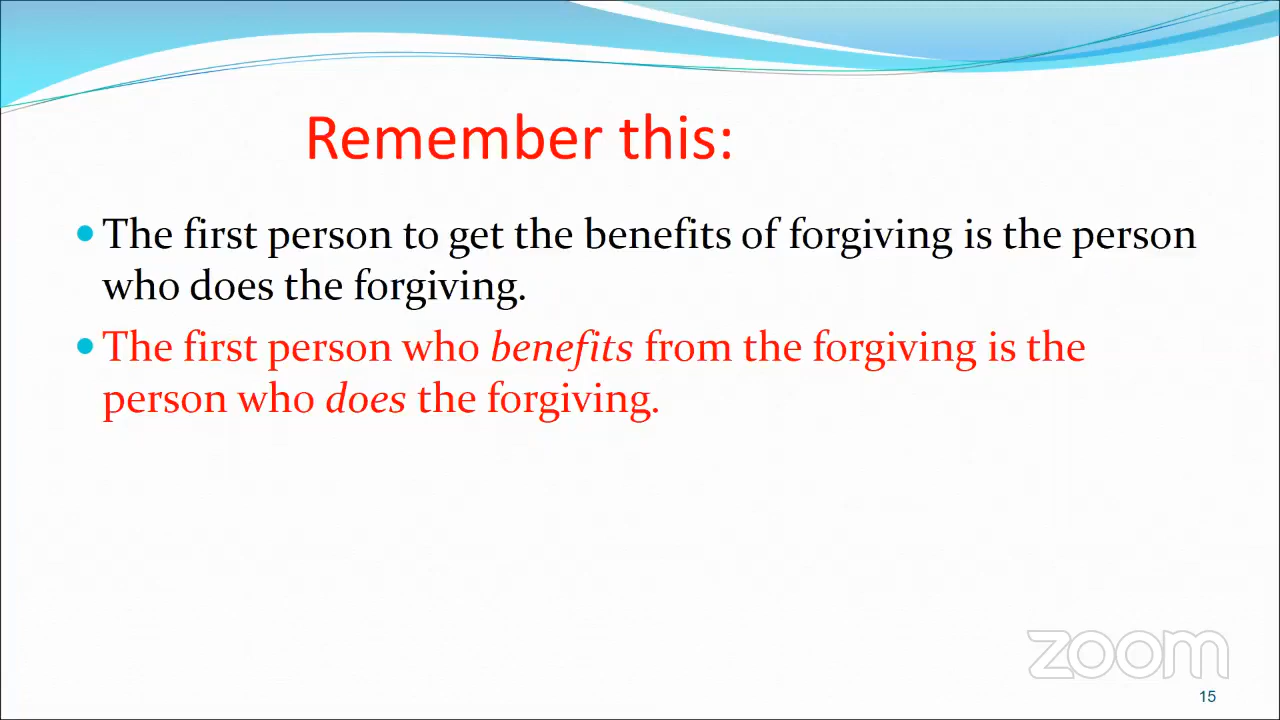 Remember this:
The first person to get the benefits of forgiving is the person
who does the forgiving.
The first person who benefits from the forgiving is the
person who does the forgiving.
zoom
15